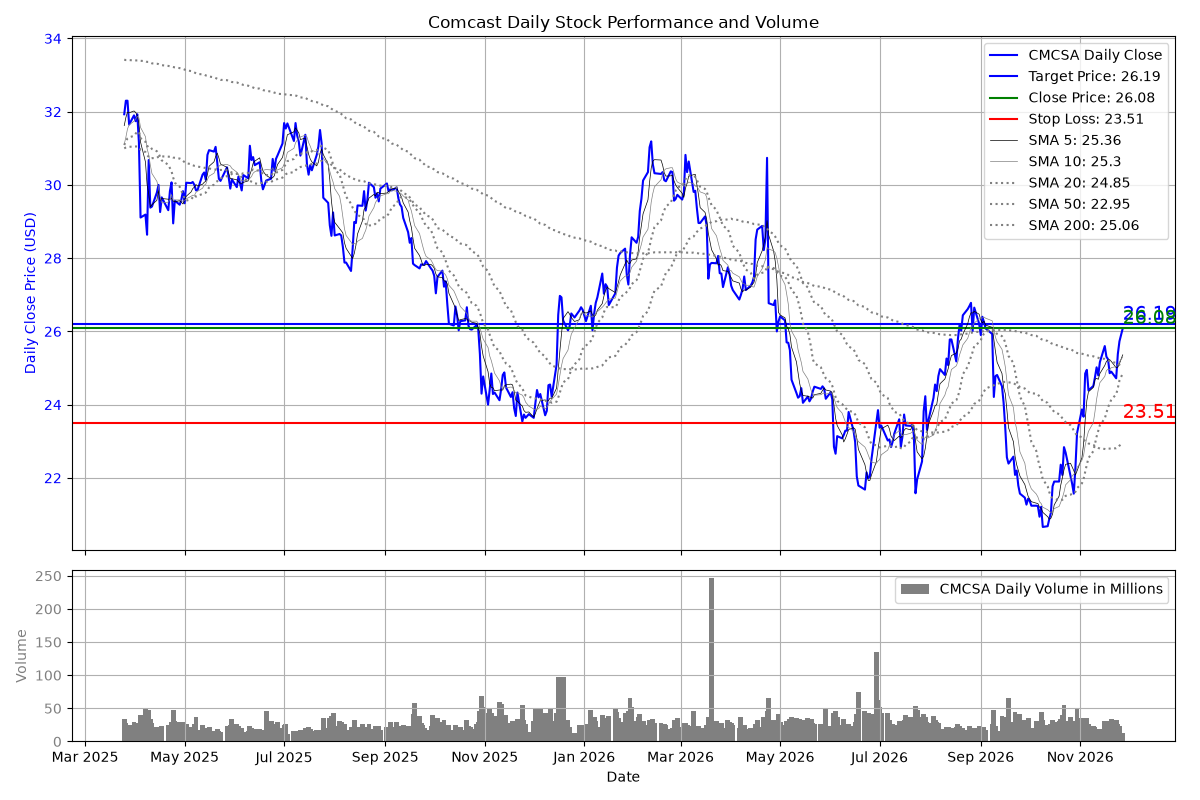 Comcast Daily Stock Performance and Volume
34
32
30
28
26
24
22
Daily Close Price (USD)
CMCSA Daily Close
Target Price: 26.19
Close Price: 26.08
Stop Loss: 23.51
SMA 5: 25.36
SMA 10: 25.3
SMA 20: 24.85
SMA 50: 22.95
SMA 200: 25.06
26.19
26.08
23.51
250
200
150
100
50
0
Volume
CMCSA Daily Volume in Millions
Mar 2025 May 2025 Jul 2025 Sep 2025 Nov 2025 Jan 2026 Mar 2026 May 2026 Jul 2026 Sep 2026 Nov 2026
Date